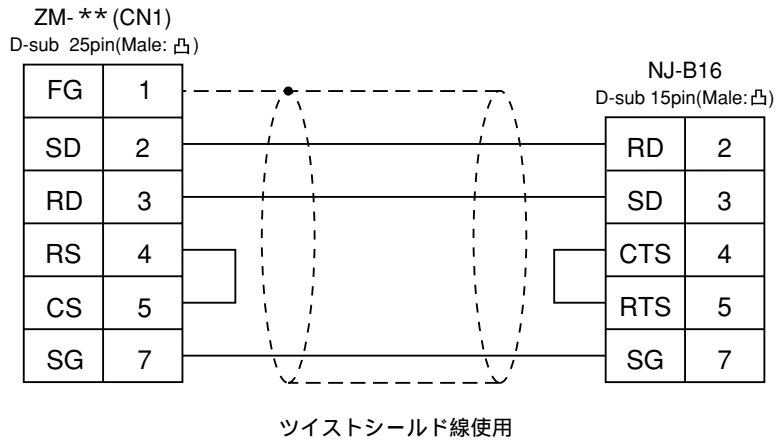 ZM-** (CN1)
D-sub 25pin(Male: 凸)
FG 1
SD 2
RD 3
RS 4
CS 5
SG 7
NJ-B16
D-sub 15pin(Male:凸)
RD 2
SD 3
CTS 4
RTS 5
SG 7
ツイストシールド線使用